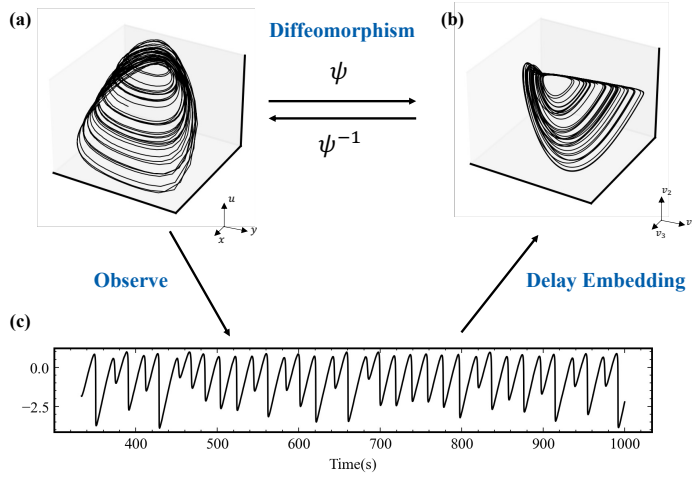 (a)
Diffeomorphism
(b)
ψ
ψ⁻¹
u
x
y
v₂
v₃
v
Observe
Delay Embedding
(c)
0.0
−2.5
400 500 600 700 800 900 1000
Time(s)